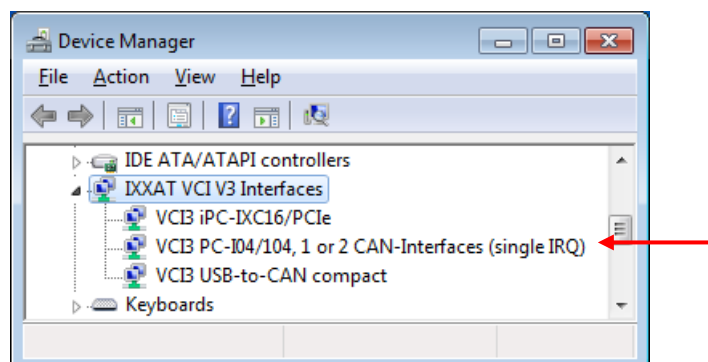 Device Manager
File Action View Help
IDE ATA/ATAPI controllers
IXXAT VCI V3 Interfaces
VCI3 iPC-IXC16/PCIe
VCI3 PC-I04/104, 1 or 2 CAN-Interfaces (single IRQ)
VCI3 USB-to-CAN compact
Keyboards